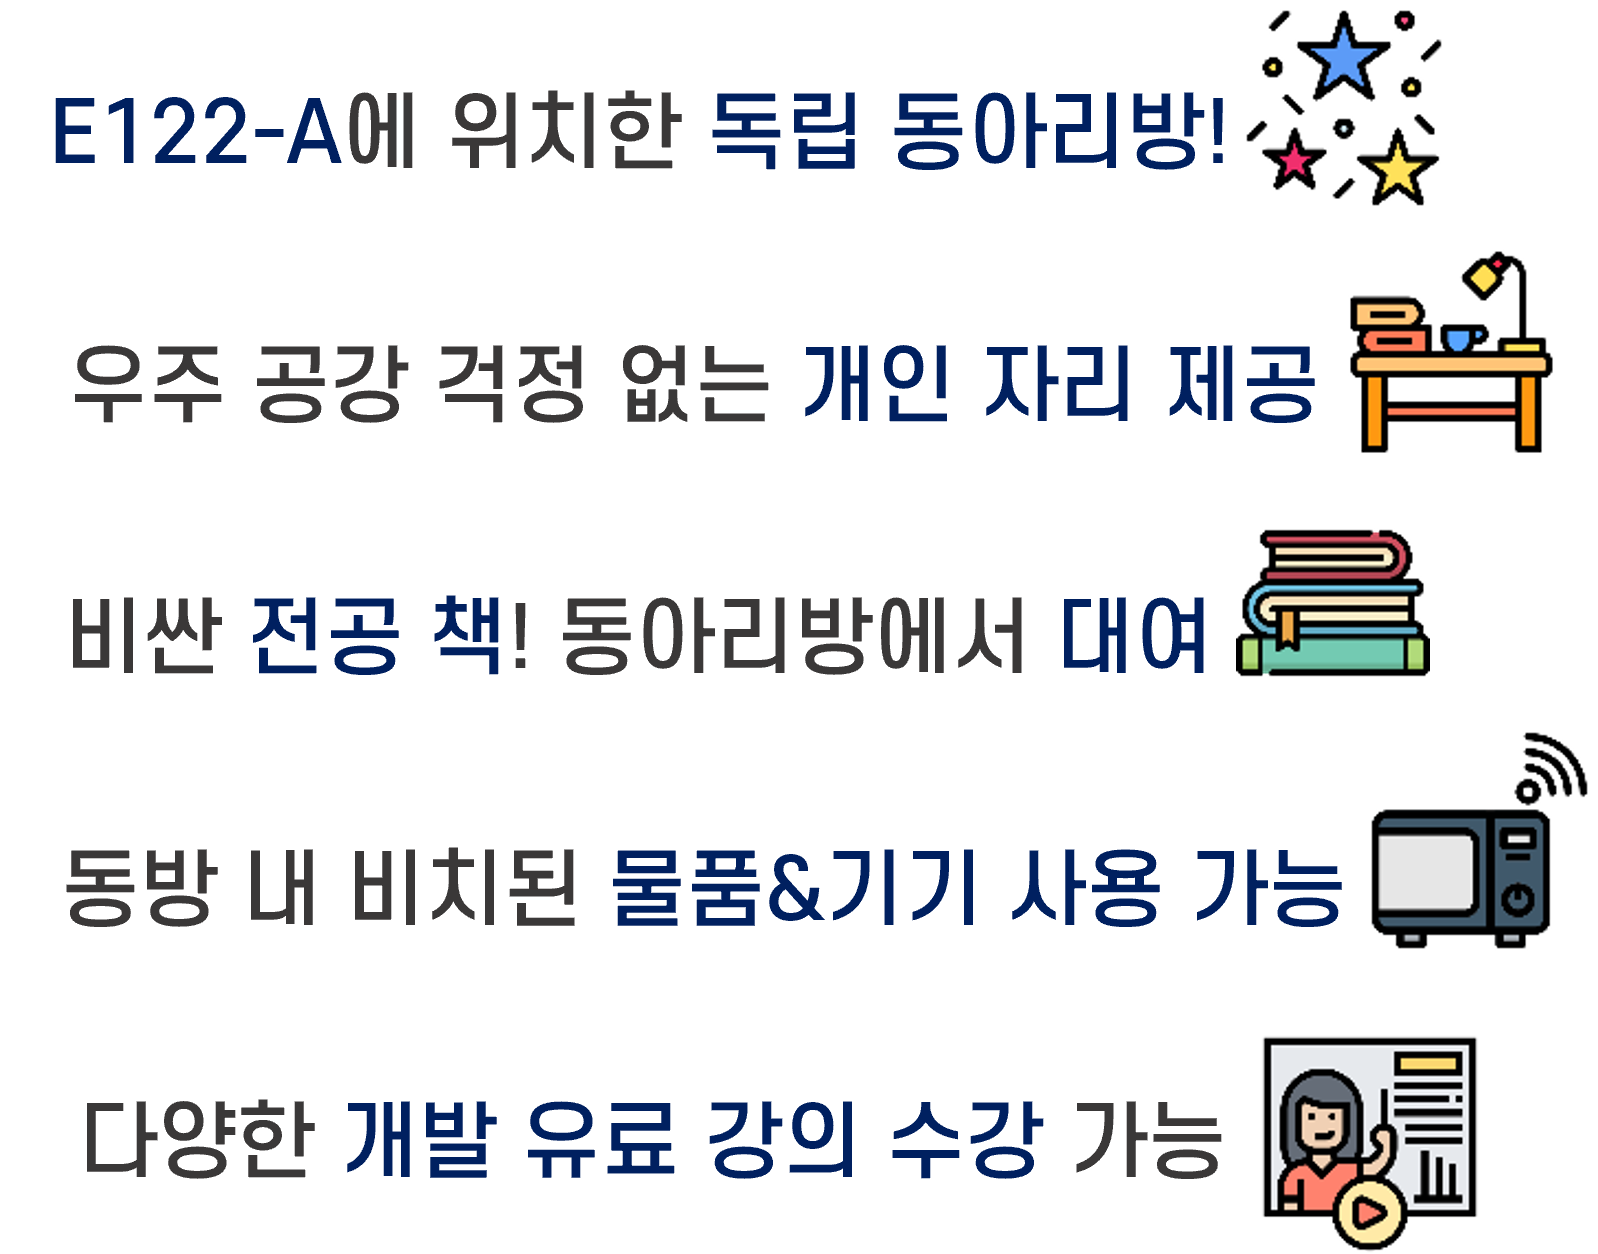 E122-A에 위치한 독립 동아리방!
우주 공강 걱정 없는 개인 자리 제공
비싼 전공 책! 동아리방에서 대여
동방 내 비치된 물품&기기 사용 가능
다양한 개발 유료 강의 수강 가능